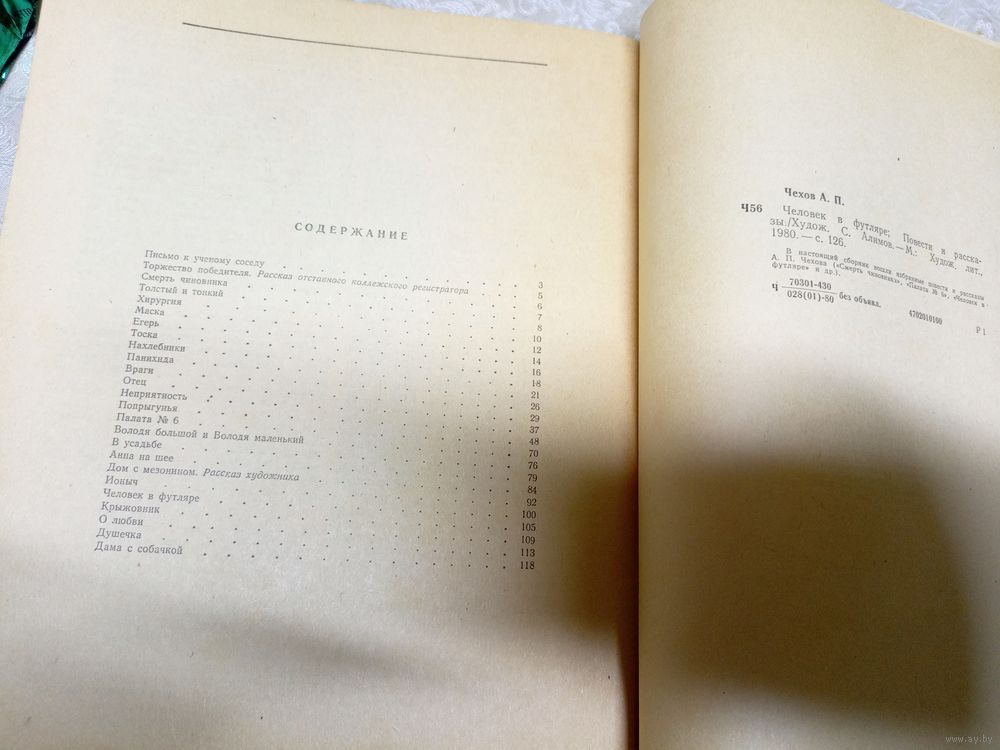 СОДЕРЖАНИЕ
Письмо к ученому соседу 3
Торжество победителя. Рассказ отставного коллежского регистратора 5
Смерть чиновника 6
Толстый и тонкий 7
Хирургия 8
Маска 10
Егерь 12
Тоска 14
Нахлебники 16
Панихида 18
Враги 21
Отец 26
Неприятность 29
Попрыгунья 37
Палата № 6 48
Володя большой и Володя маленький 70
В усадьбе 76
Анна на шее 79
Дом с мезонином. Рассказ художника 84
Ионыч 92
Человек в футляре 100
Крыжовник 105
О любви 109
Душечка 113
Дама с собачкой 118
Чехов А. П.
Ч56 Человек в футляре; Повести и расска-
зы./Худож. С. Алимов.—М.: Худож. лит.,
1980.—с. 126.
В настоящий сборник вошли избранные повести и рассказы
А. П. Чехова («Смерть чиновника», «Палата № 6», «Человек в
футляре» и др.).
Ч 70301-430
028(01)-80 без объявл. 4702010100 Р1
www.ay.by